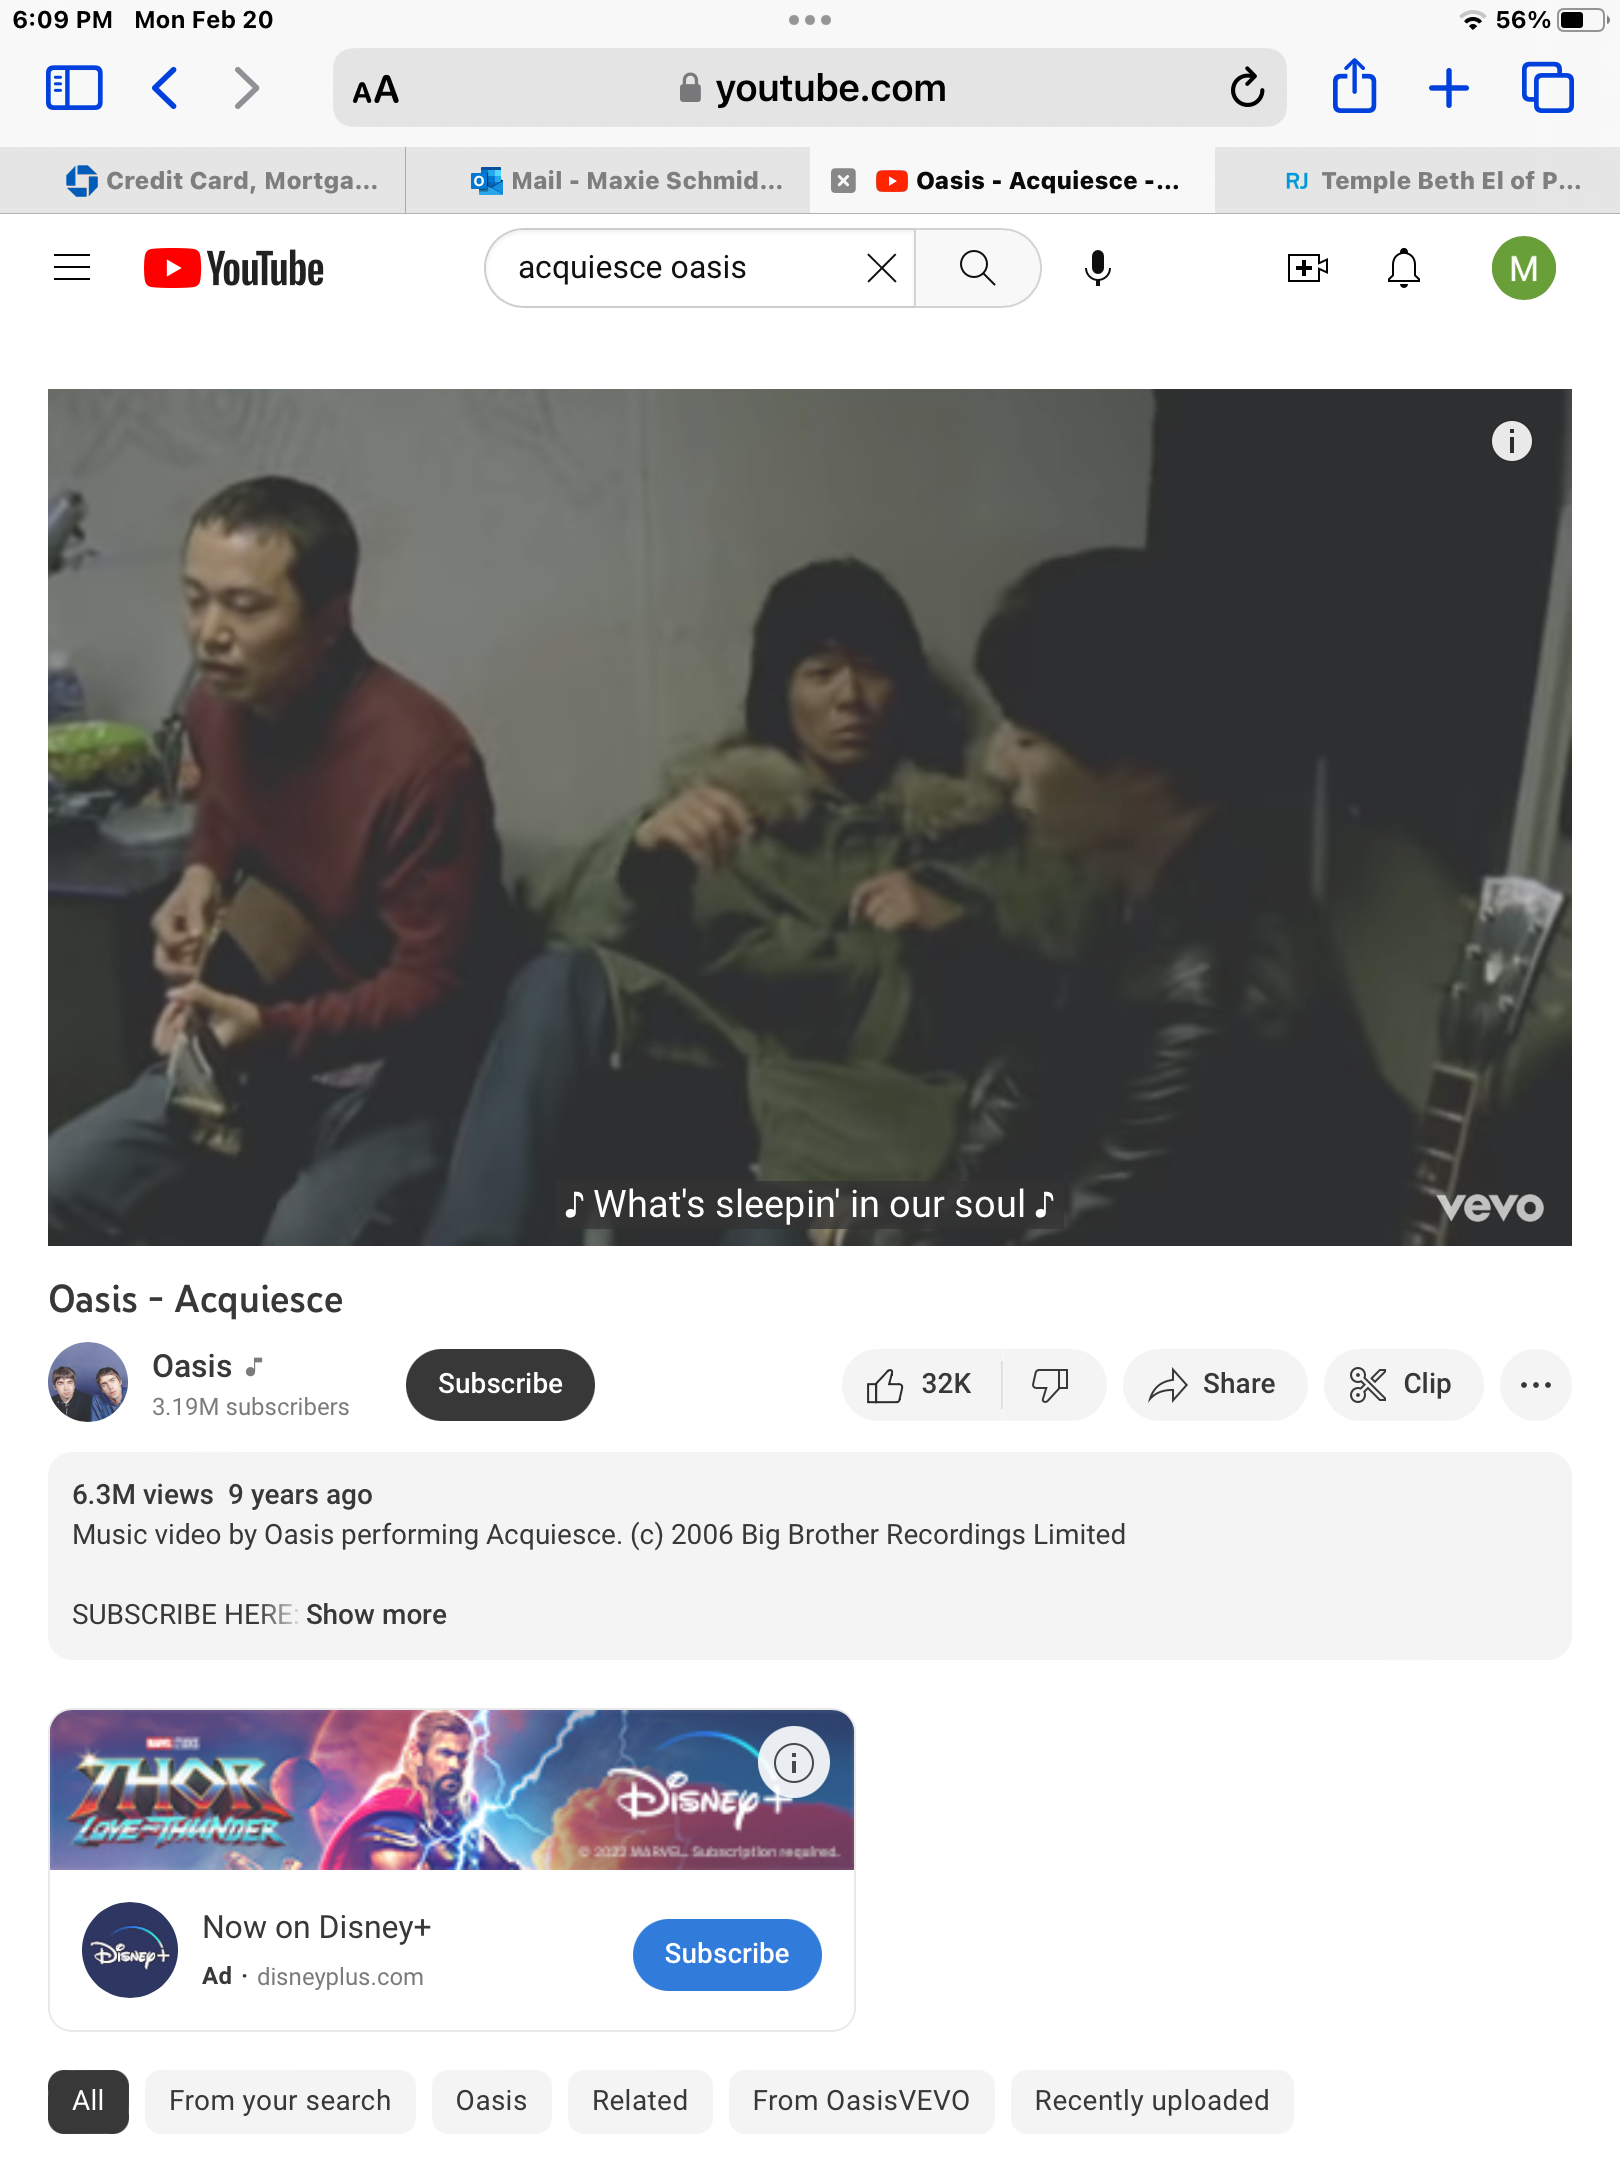 6:09 PM Mon Feb 20
56%
AA
youtube.com
Credit Card, Mortga...
Mail - Maxie Schmid...
Oasis - Acquiesce -...
RJ Temple Beth El of P...
YouTube
acquiesce oasis
M
♪ What's sleepin' in our soul ♪
vevo
Oasis - Acquiesce
Oasis
3.19M subscribers
Subscribe
32K
Share
Clip
6.3M views 9 years ago
Music video by Oasis performing Acquiesce. (c) 2006 Big Brother Recordings Limited
SUBSCRIBE HERE: Show more
THOR
LOVE AND THUNDER
Disney+
© 2022 MARVEL. Subscription required.
Disney+
Now on Disney+
Ad · disneyplus.com
Subscribe
All
From your search
Oasis
Related
From OasisVEVO
Recently uploaded